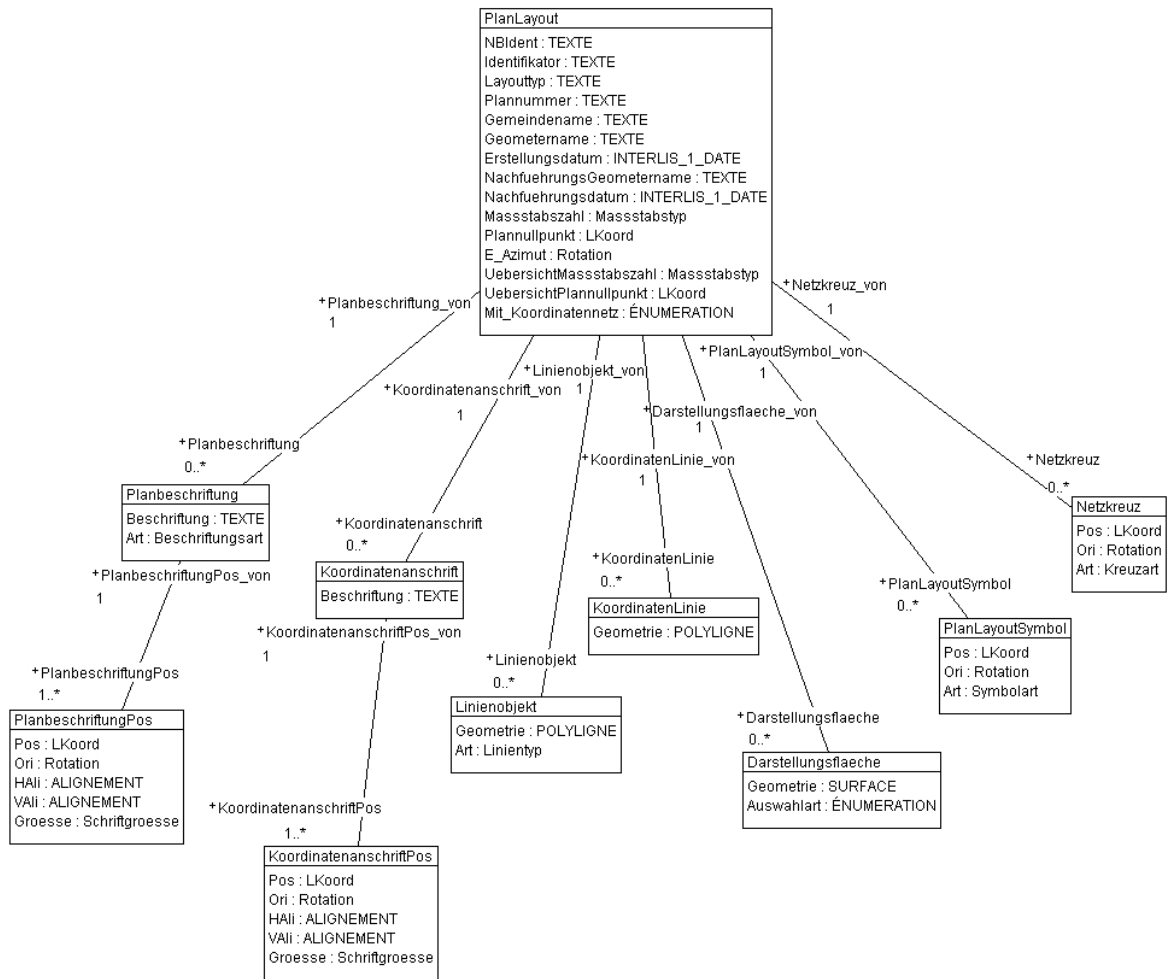 PlanLayout
NBIdent : TEXTE
Identifikator : TEXTE
Layouttyp : TEXTE
Plannummer : TEXTE
Gemeindename : TEXTE
Geometername : TEXTE
Erstellungsdatum : INTERLIS_1_DATE
NachfuehrungsGeometername : TEXTE
Nachfuehrungsdatum : INTERLIS_1_DATE
Massstabszahl : Massstabstyp
Plannullpunkt : LKoord
E_Azimut : Rotation
UebersichtMassstabszahl : Massstabstyp
UebersichtPlannullpunkt : LKoord
Mit_Koordinatennetz : ÉNUMERATION
+Planbeschriftung_von
1
+Netzkreuz_von
1
+PlanLayoutSymbol_von
1
+Linienobjekt_von
1
+Koordinatenanschrift_von
1
+Darstellungsflaeche_von
1
+KoordinatenLinie_von
1
+Planbeschriftung
0..*
Planbeschriftung
Beschriftung : TEXTE
Art : Beschriftungsart
+PlanbeschriftungPos_von
1
+PlanbeschriftungPos
1..*
PlanbeschriftungPos
Pos : LKoord
Ori : Rotation
HAli : ALIGNEMENT
VAli : ALIGNEMENT
Groesse : Schriftgroesse
+Koordinatenanschrift
0..*
Koordinatenanschrift
Beschriftung : TEXTE
+KoordinatenanschriftPos_von
1
+KoordinatenanschriftPos
1..*
KoordinatenanschriftPos
Pos : LKoord
Ori : Rotation
HAli : ALIGNEMENT
VAli : ALIGNEMENT
Groesse : Schriftgroesse
+Linienobjekt
0..*
Linienobjekt
Geometrie : POLYLIGNE
Art : Linientyp
+KoordinatenLinie
0..*
KoordinatenLinie
Geometrie : POLYLIGNE
+Darstellungsflaeche
0..*
Darstellungsflaeche
Geometrie : SURFACE
Auswahlart : ÉNUMERATION
+PlanLayoutSymbol
0..*
PlanLayoutSymbol
Pos : LKoord
Ori : Rotation
Art : Symbolart
+Netzkreuz
0..*
Netzkreuz
Pos : LKoord
Ori : Rotation
Art : Kreuzart